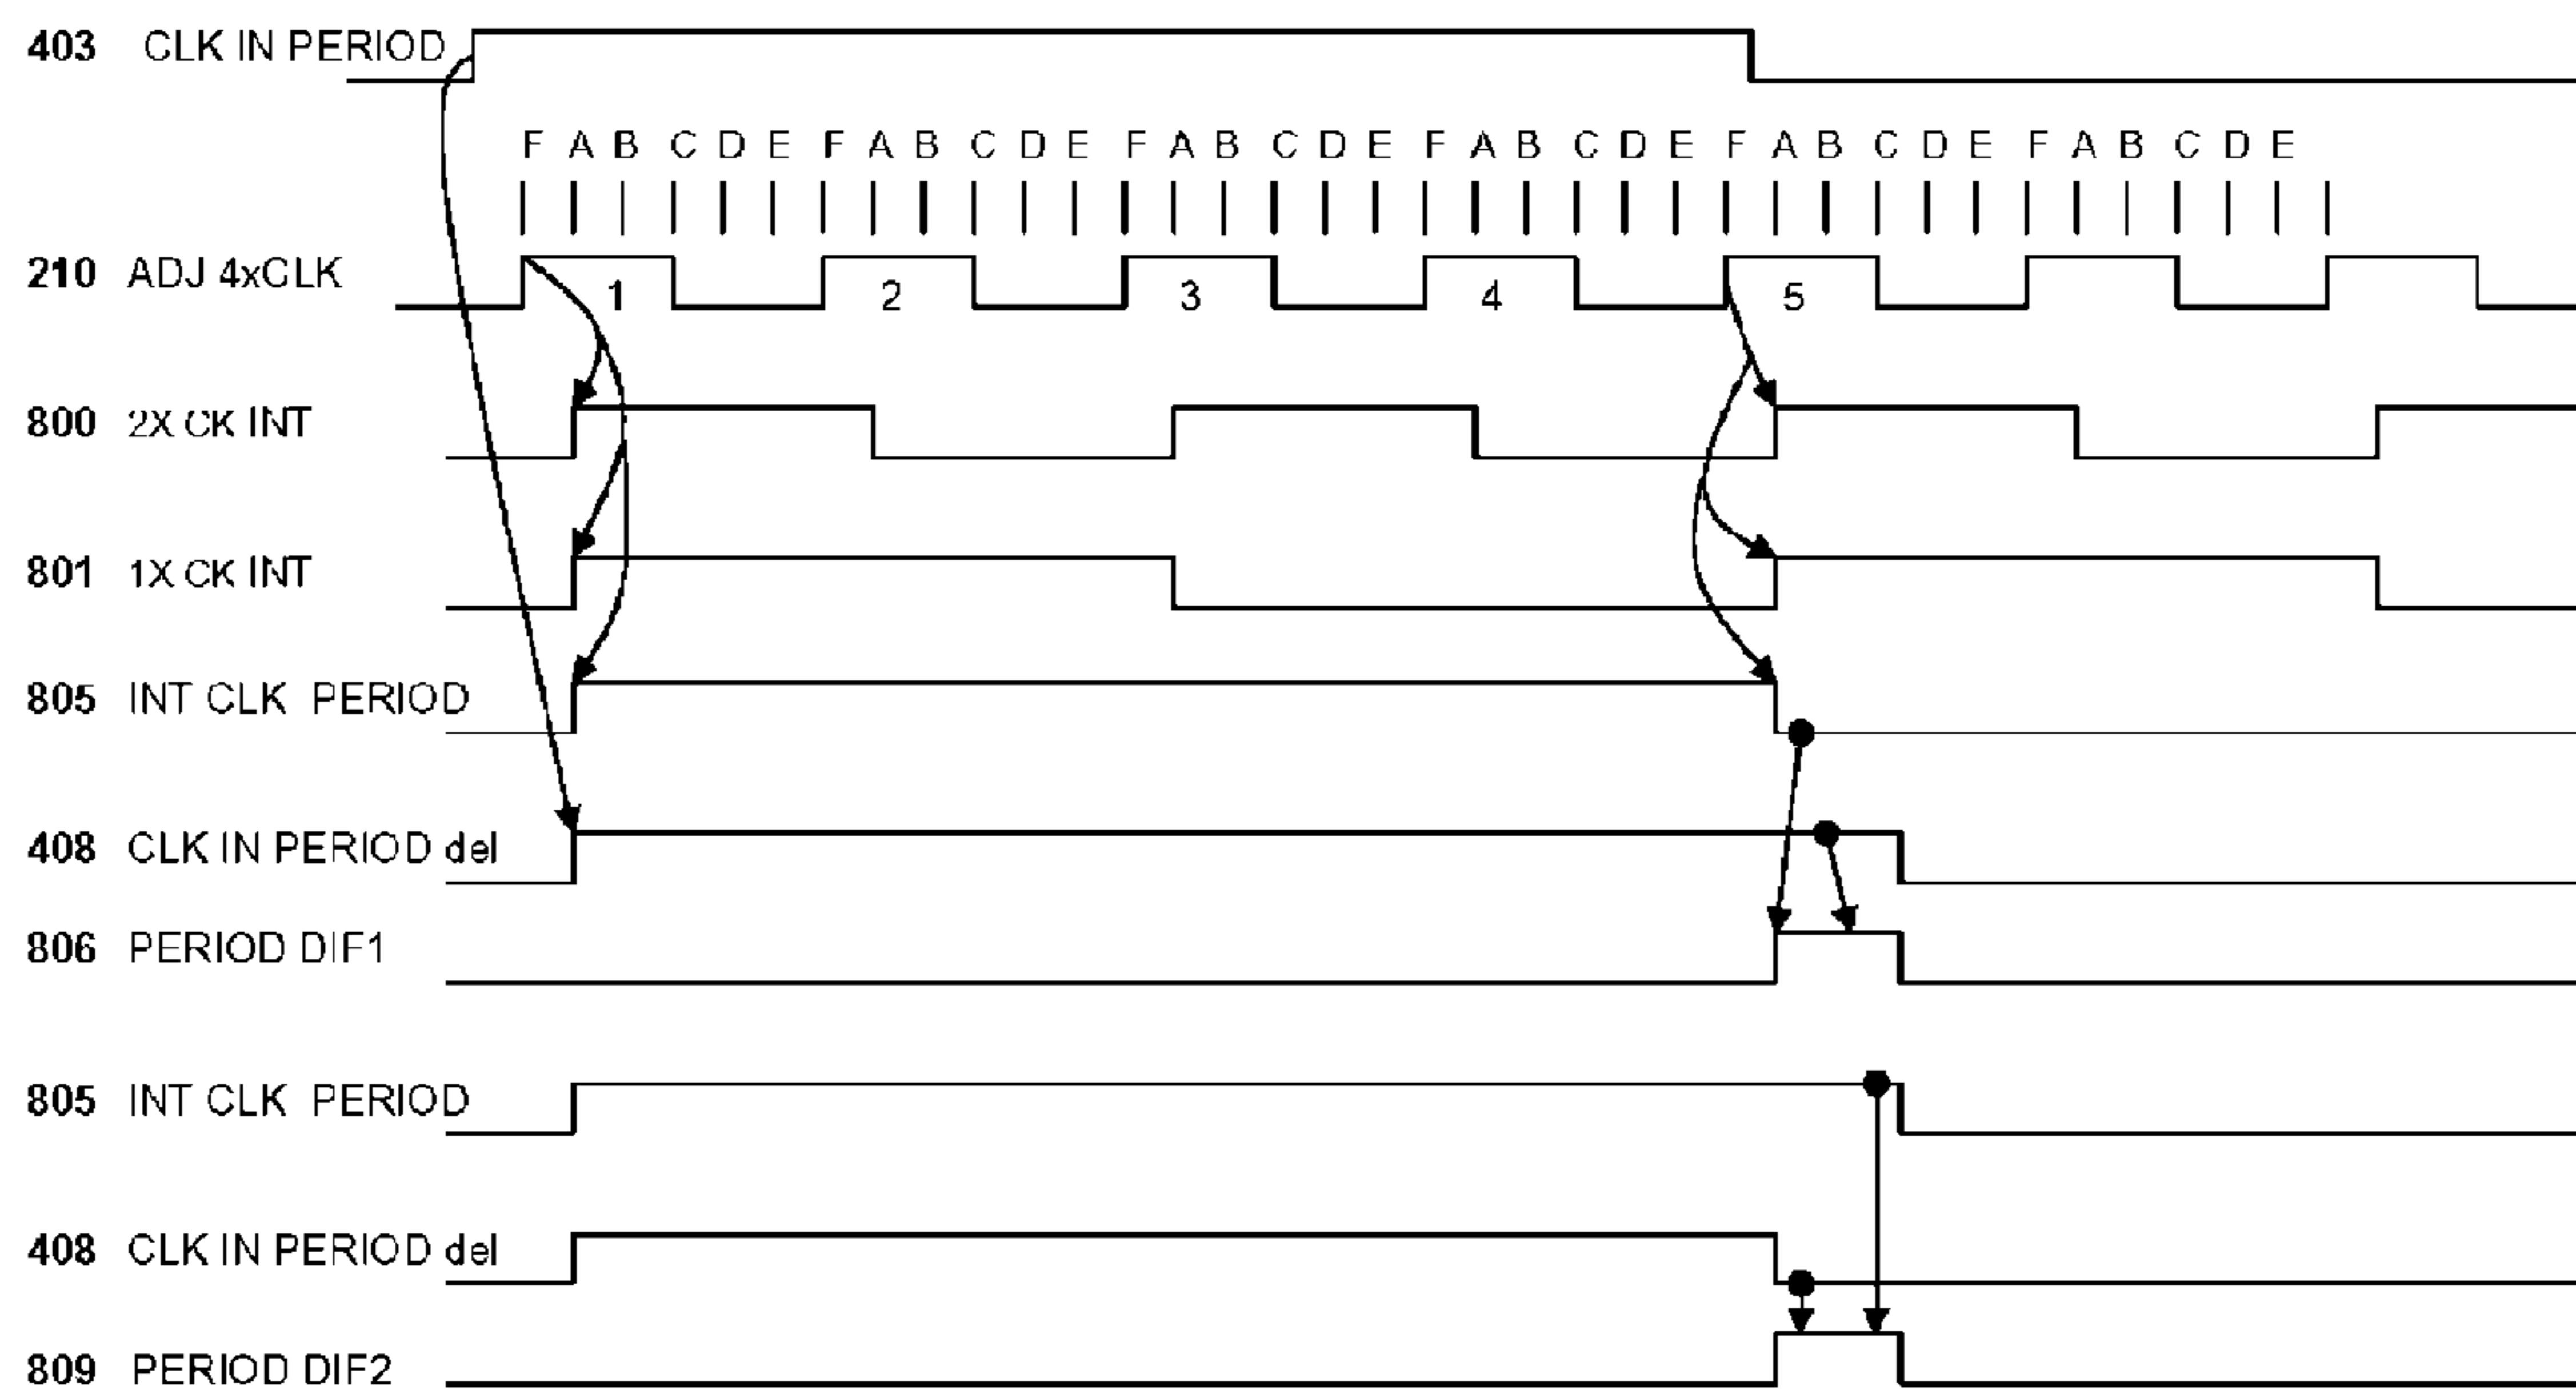 403 CLK IN PERIOD
F A B C D E F A B C D E F A B C D E F A B C D E F A B C D E F A B C D E
210 ADJ 4xCLK 1 2 3 4 5
800 2X CK INT
801 1X CK INT
805 INT CLK PERIOD
408 CLK IN PERIOD del
806 PERIOD DIF1
805 INT CLK PERIOD
408 CLK IN PERIOD del
809 PERIOD DIF2